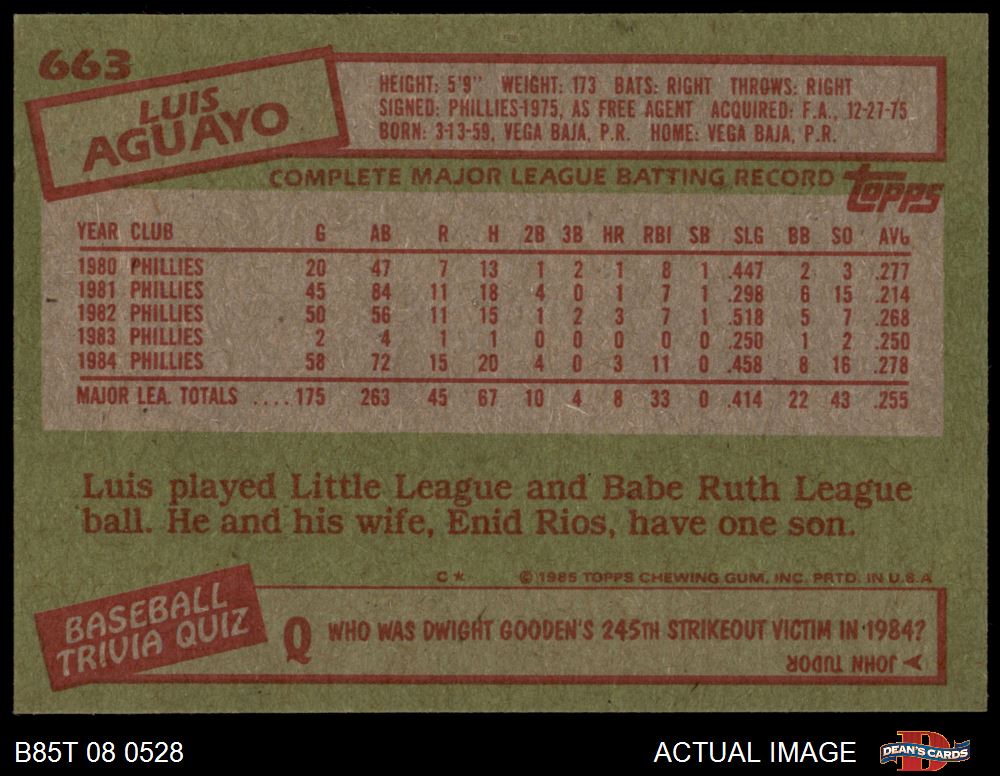 663
LUIS
AGUAYO
HEIGHT: 5'9" WEIGHT: 173 BATS: RIGHT THROWS: RIGHT
SIGNED: PHILLIES-1975, AS FREE AGENT ACQUIRED: F.A., 12-27-75
BORN: 3-13-59, VEGA BAJA, P.R. HOME: VEGA BAJA, P.R.
COMPLETE MAJOR LEAGUE BATTING RECORD topps
YEAR CLUB G AB R H 2B 3B HR RBI SB SLG BB SO AVG
1980 PHILLIES 20 47 7 13 1 2 1 8 1 .447 2 3 .277
1981 PHILLIES 45 84 11 18 4 0 1 7 1 .298 6 15 .214
1982 PHILLIES 50 56 11 15 1 2 3 7 1 .518 5 7 .268
1983 PHILLIES 2 4 1 1 0 0 0 0 0 .250 1 2 .250
1984 PHILLIES 58 72 15 20 4 0 3 11 0 .458 8 16 .278
MAJOR LEA. TOTALS ....175 263 45 67 10 4 8 33 0 .414 22 43 .255
Luis played Little League and Babe Ruth League
ball. He and his wife, Enid Rios, have one son.
C* © 1985 TOPPS CHEWING GUM, INC. PRTD. IN U.S.A
BASEBALL
TRIVIA QUIZ
Q WHO WAS DWIGHT GOODEN'S 245TH STRIKEOUT VICTIM IN 1984?
JOHN TUDOR
B85T 08 0528 ACTUAL IMAGE DEAN'S CARDS